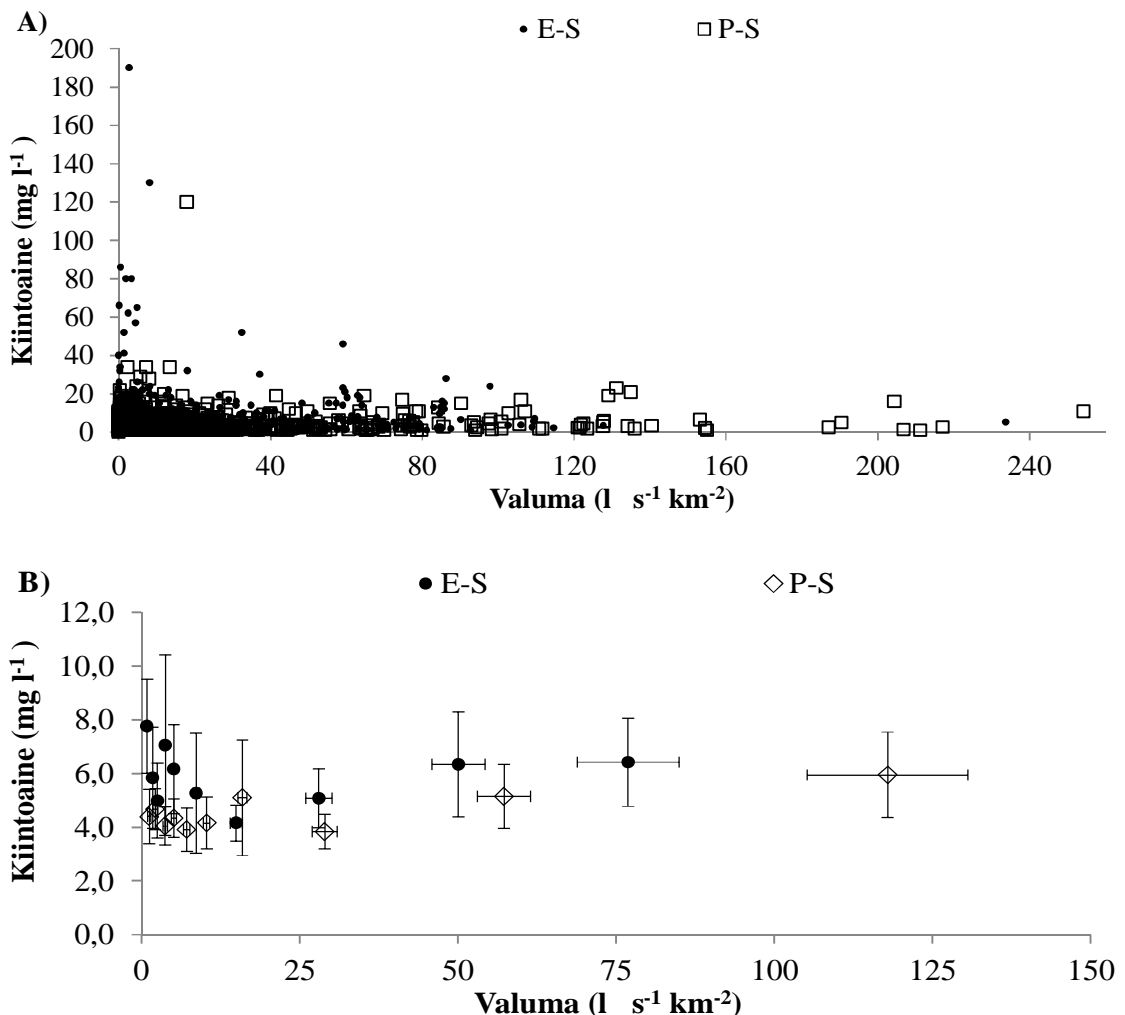 A)
E-S P-S
Kiintoaine (mg l-1)
200
180
160
140
120
100
80
60
40
20
0
0 40 80 120 160 200 240
Valuma (l s-1 km-2)
B)
E-S P-S
Kiintoaine (mg l-1)
12,0
10,0
8,0
6,0
4,0
2,0
0,0
0 25 50 75 100 125 150
Valuma (l s-1 km-2)